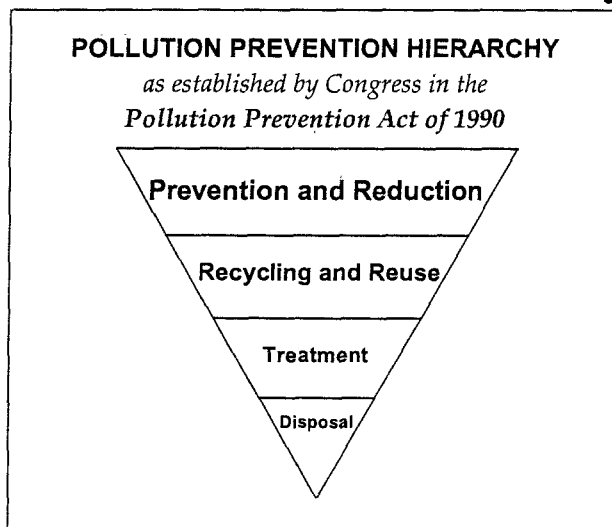 POLLUTION PREVENTION HIERARCHY
as established by Congress in the
Pollution Prevention Act of 1990
Prevention and Reduction
Recycling and Reuse
Treatment
Disposal